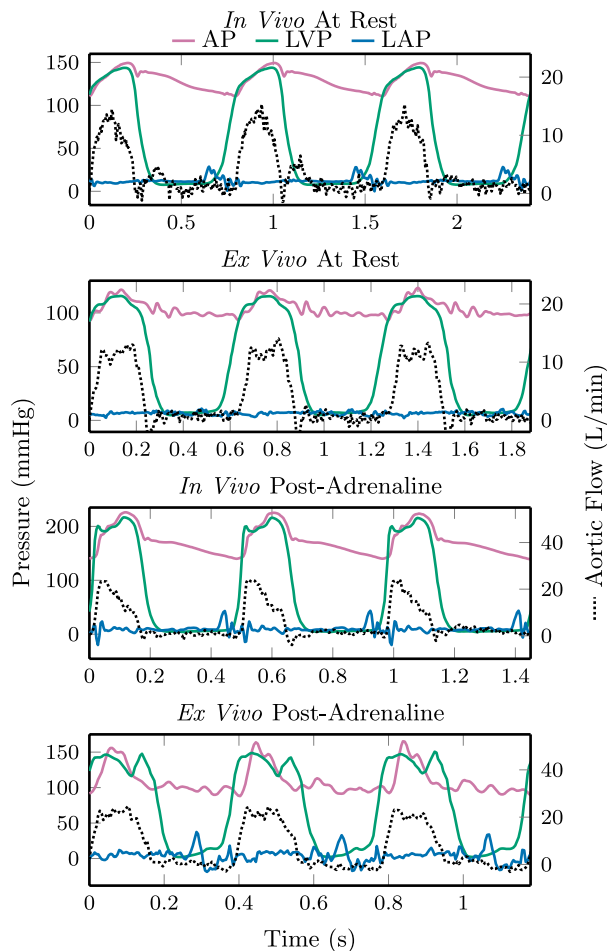 In Vivo At Rest
AP LVP LAP
150
100
50
0
20
10
0
0 0.5 1 1.5 2
Ex Vivo At Rest
100
50
0
20
10
0
0 0.2 0.4 0.6 0.8 1.0 1.2 1.4 1.6 1.8
In Vivo Post-Adrenaline
200
100
0
40
20
0
0 0.2 0.4 0.6 0.8 1 1.2 1.4
Ex Vivo Post-Adrenaline
150
100
50
0
40
20
0
0 0.2 0.4 0.6 0.8 1
Time (s)
Pressure (mmHg)
Aortic Flow (L/min)